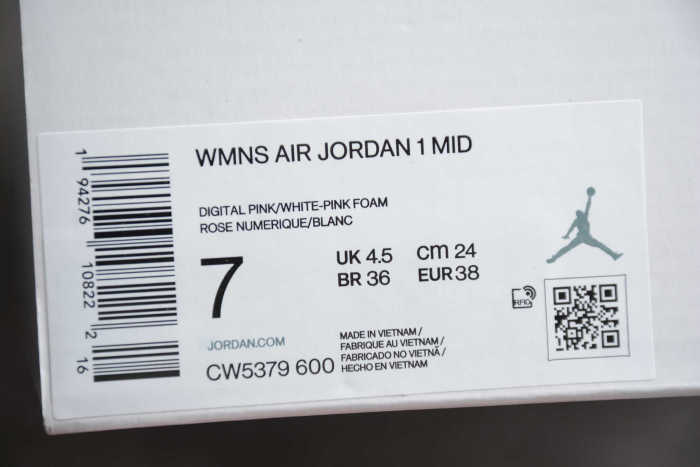 WMNS AIR JORDAN 1 MID
DIGITAL PINK/WHITE-PINK FOAM
ROSE NUMERIQUE/BLANC
7
UK 4.5 CM 24
BR 36 EUR 38
JORDAN.COM
CW5379 600
MADE IN VIETNAM /
FABRIQUE AU VIETNAM /
FABRICADO NO VIETNÃ /
HECHO EN VIETNAM
RFID
1 94276 10822 2 16